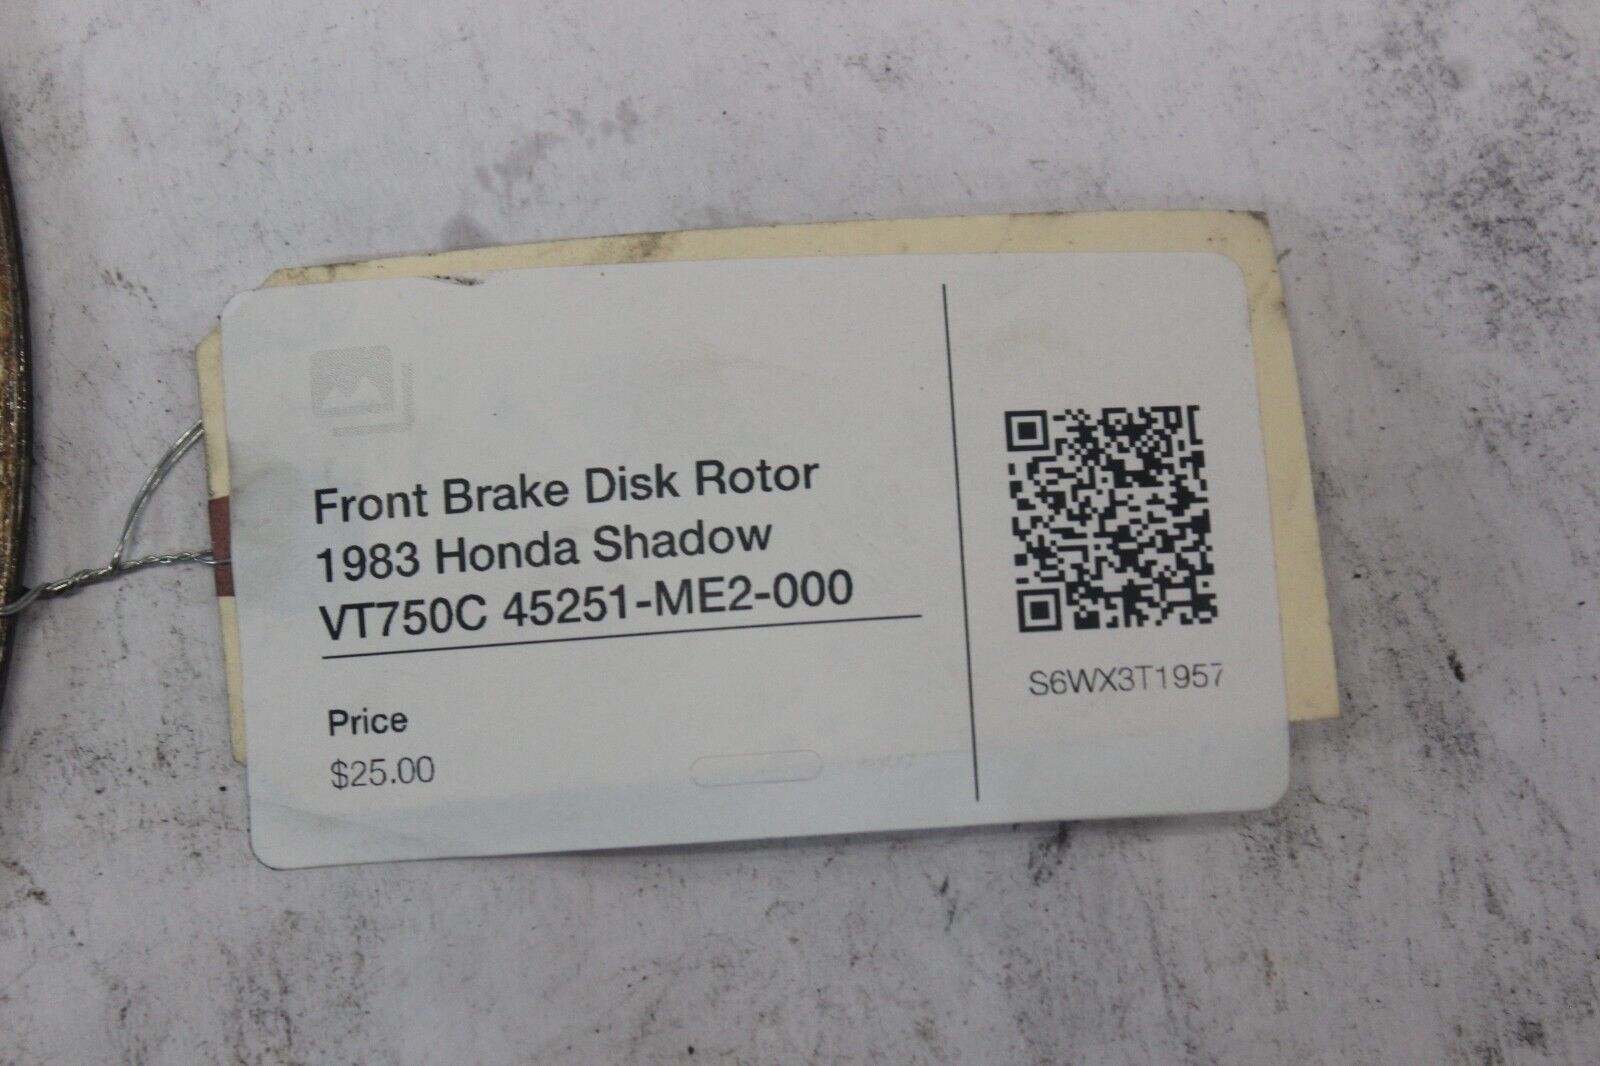 Front Brake Disk Rotor
1983 Honda Shadow
VT750C 45251-ME2-000
Price
$25.00
S6WX3T1957